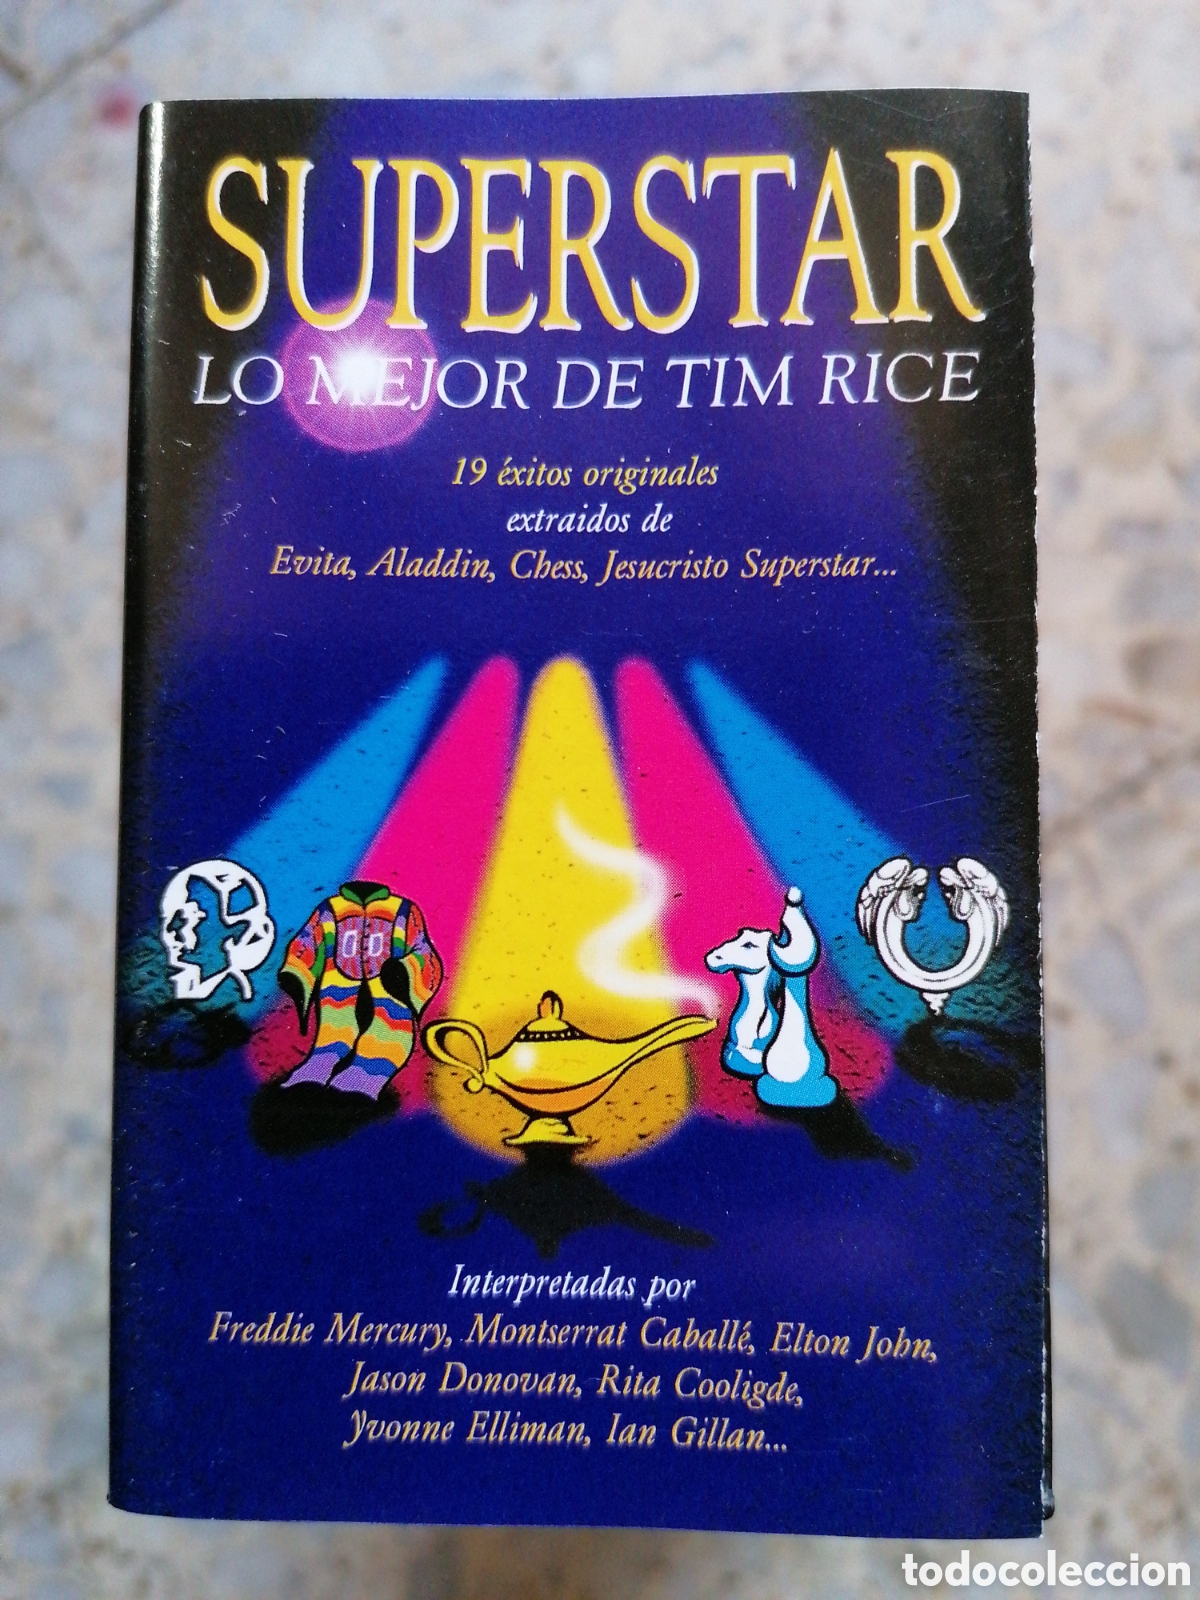 SUPERSTAR
LO MEJOR DE TIM RICE
19 éxitos originales
extraidos de
Evita, Aladdin, Chess, Jesucristo Superstar...
Interpretadas por
Freddie Mercury, Montserrat Caballé, Elton John,
Jason Donovan, Rita Cooligde,
Yvonne Elliman, Ian Gillan...
todocoleccion